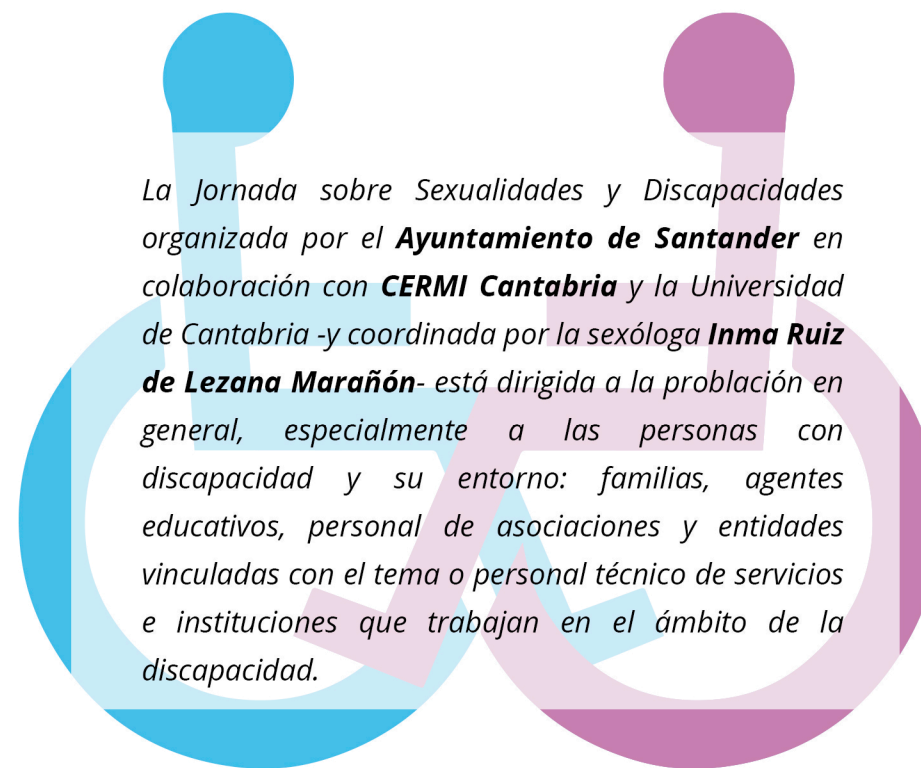 La Jornada sobre Sexualidades y Discapacidades
organizada por el Ayuntamiento de Santander en
colaboración con CERMI Cantabria y la Universidad
de Cantabria -y coordinada por la sexóloga Inma Ruiz
de Lezana Marañón- está dirigida a la problación en
general, especialmente a las personas con
discapacidad y su entorno: familias, agentes
educativos, personal de asociaciones y entidades
vinculadas con el tema o personal técnico de servicios
e instituciones que trabajan en el ámbito de la
discapacidad.